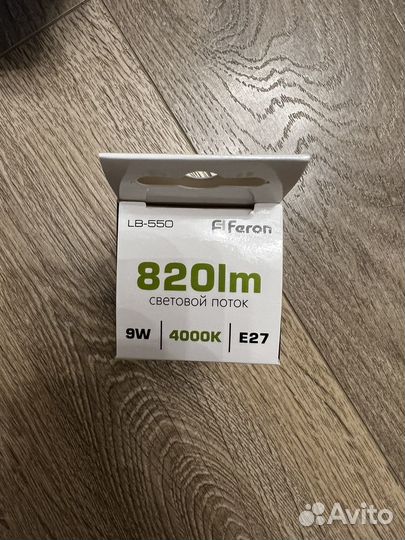 LB-550 Feron
820lm
световой поток
9W | 4000K | E27
Avito